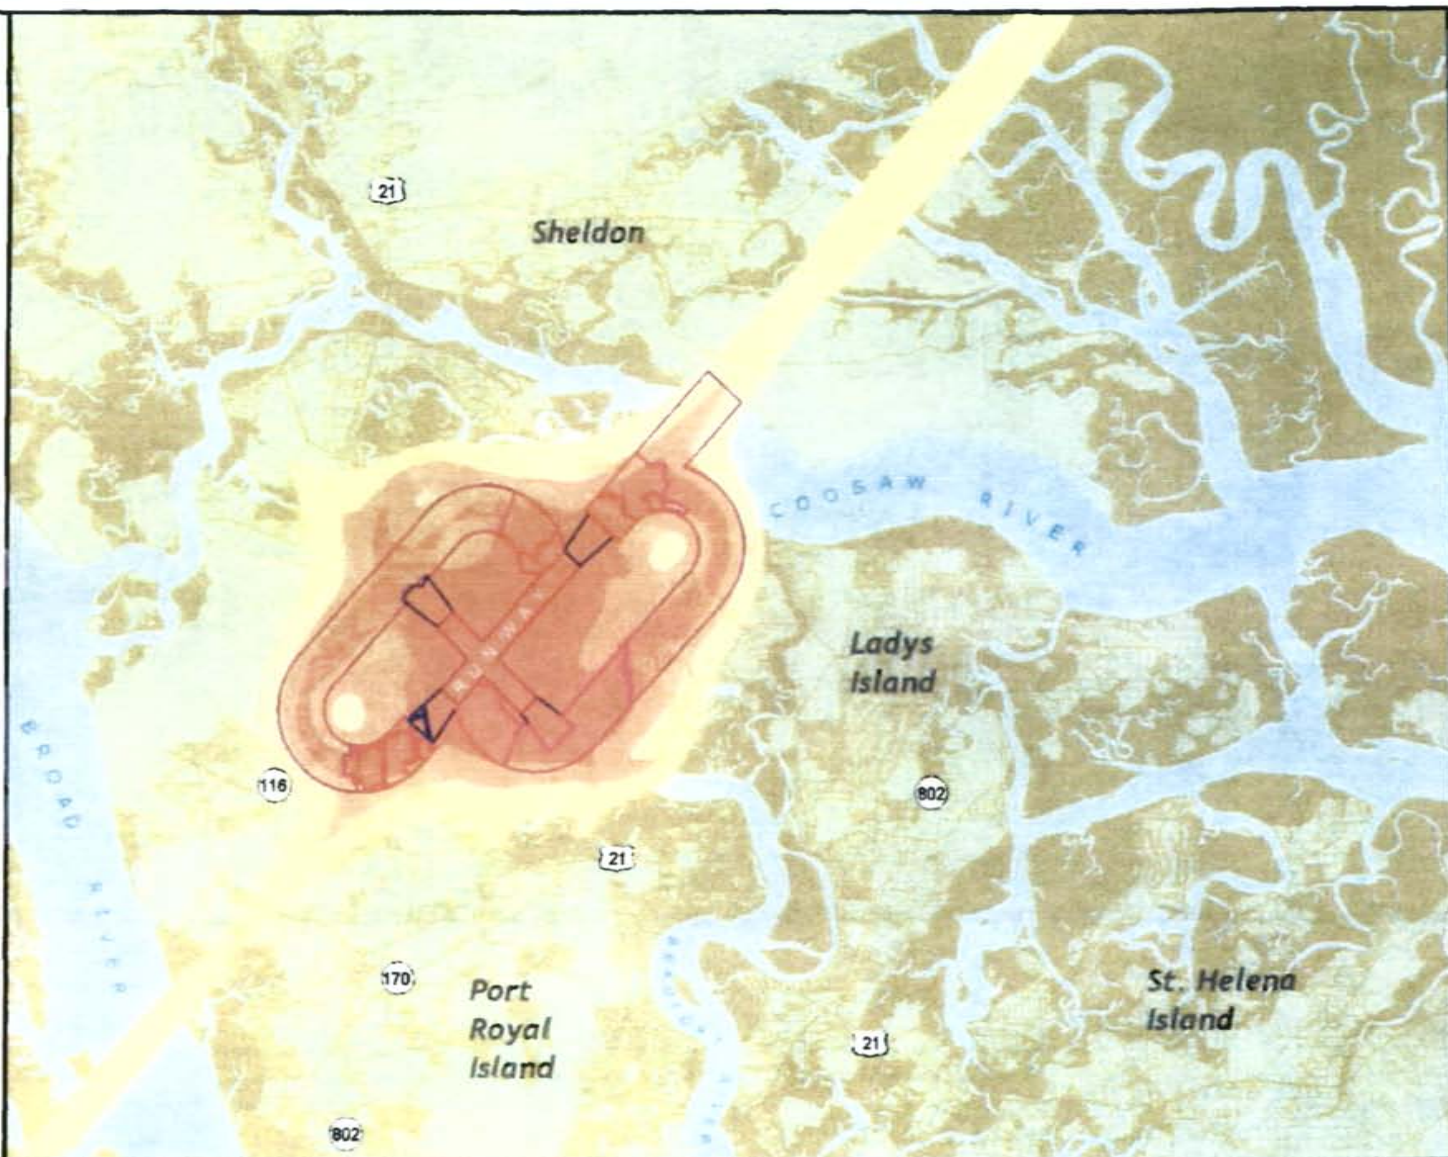 21
Sheldon
COOSAW RIVER
RUNWAY
Ladys
Island
BROAD RIVER
116
802
21
170
Port
Royal
Island
St. Helena
Island
21
802